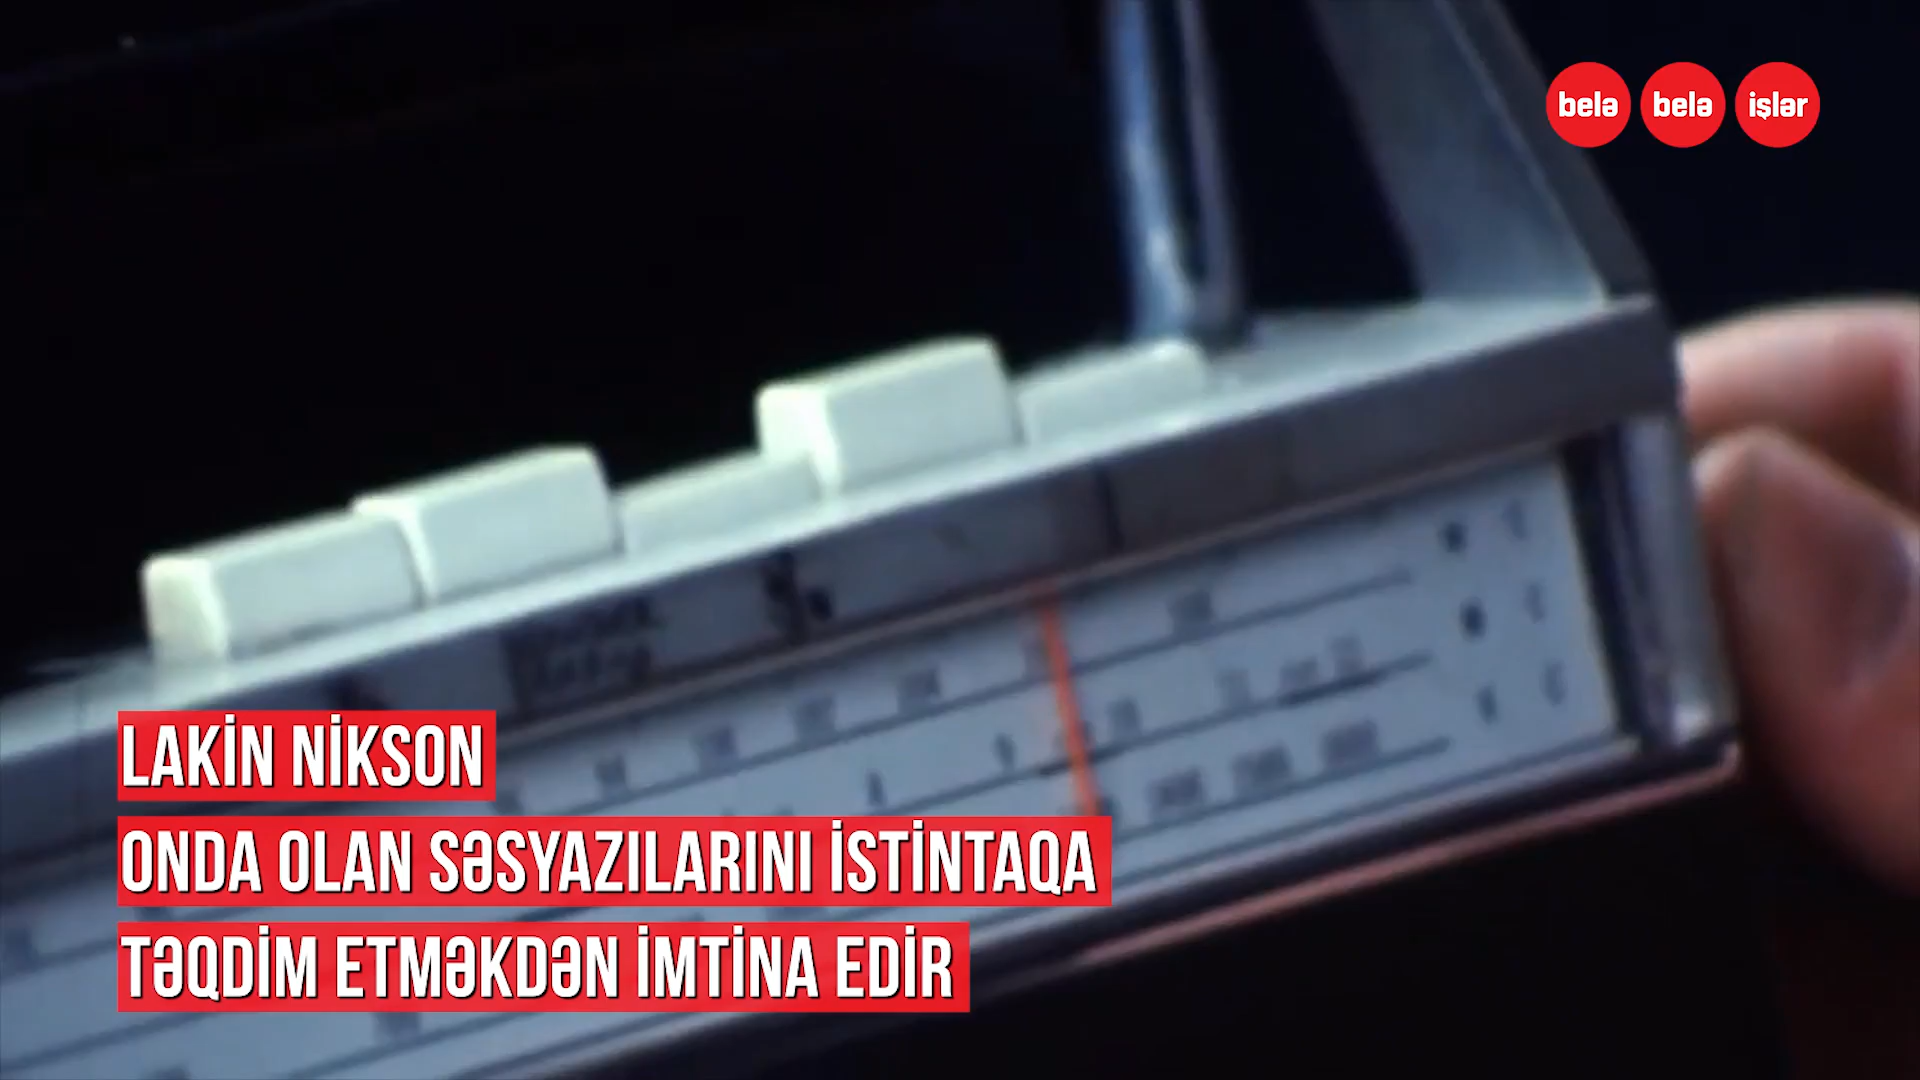 belə belə işlər
LAKİN NİKSON
ONDA OLAN SƏSYAZILARINI İSTİNTAQA
TƏQDİM ETMƏKDƏN İMTİNA EDİR